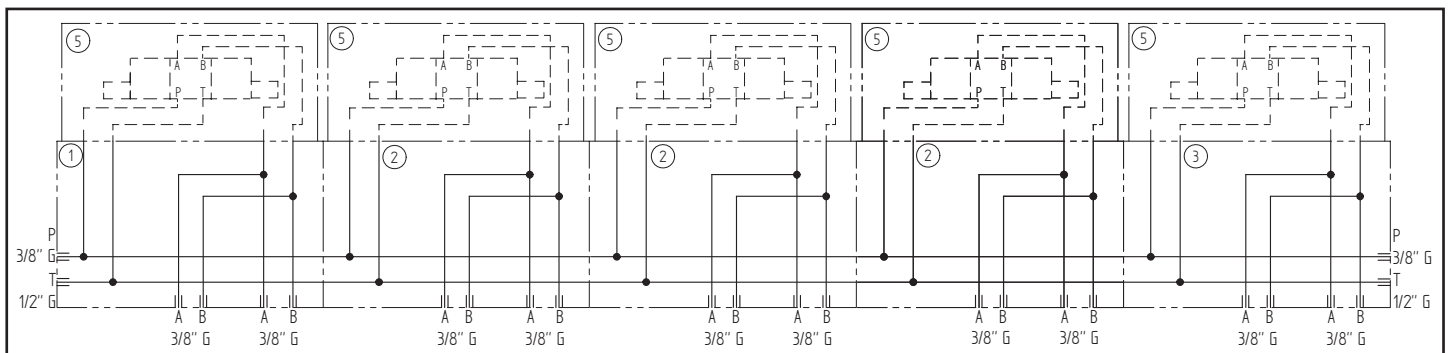 5 5 5 5 5
A B A B A B A B A B
P T P T P T P T P T
1 2 2 2 3
P P
3/8" G 3/8" G
T T
1/2" G 1/2" G
A B A B A B A B A B A B A B A B A B A B
3/8" G 3/8" G 3/8" G 3/8" G 3/8" G 3/8" G 3/8" G 3/8" G 3/8" G 3/8" G